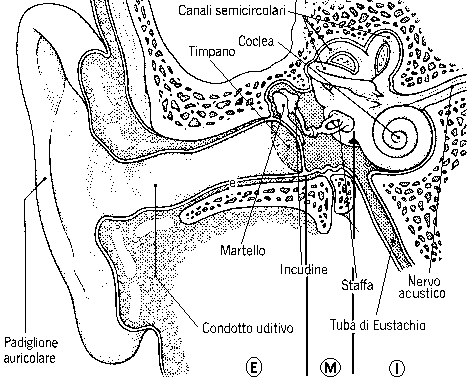 Canali semicircolari
Coclea
Timpano
Martello
Incudine
Staffa
Nervo
acustico
Condotto uditivo
Tuba di Eustachio
Padiglione
auricolare
E
M
I